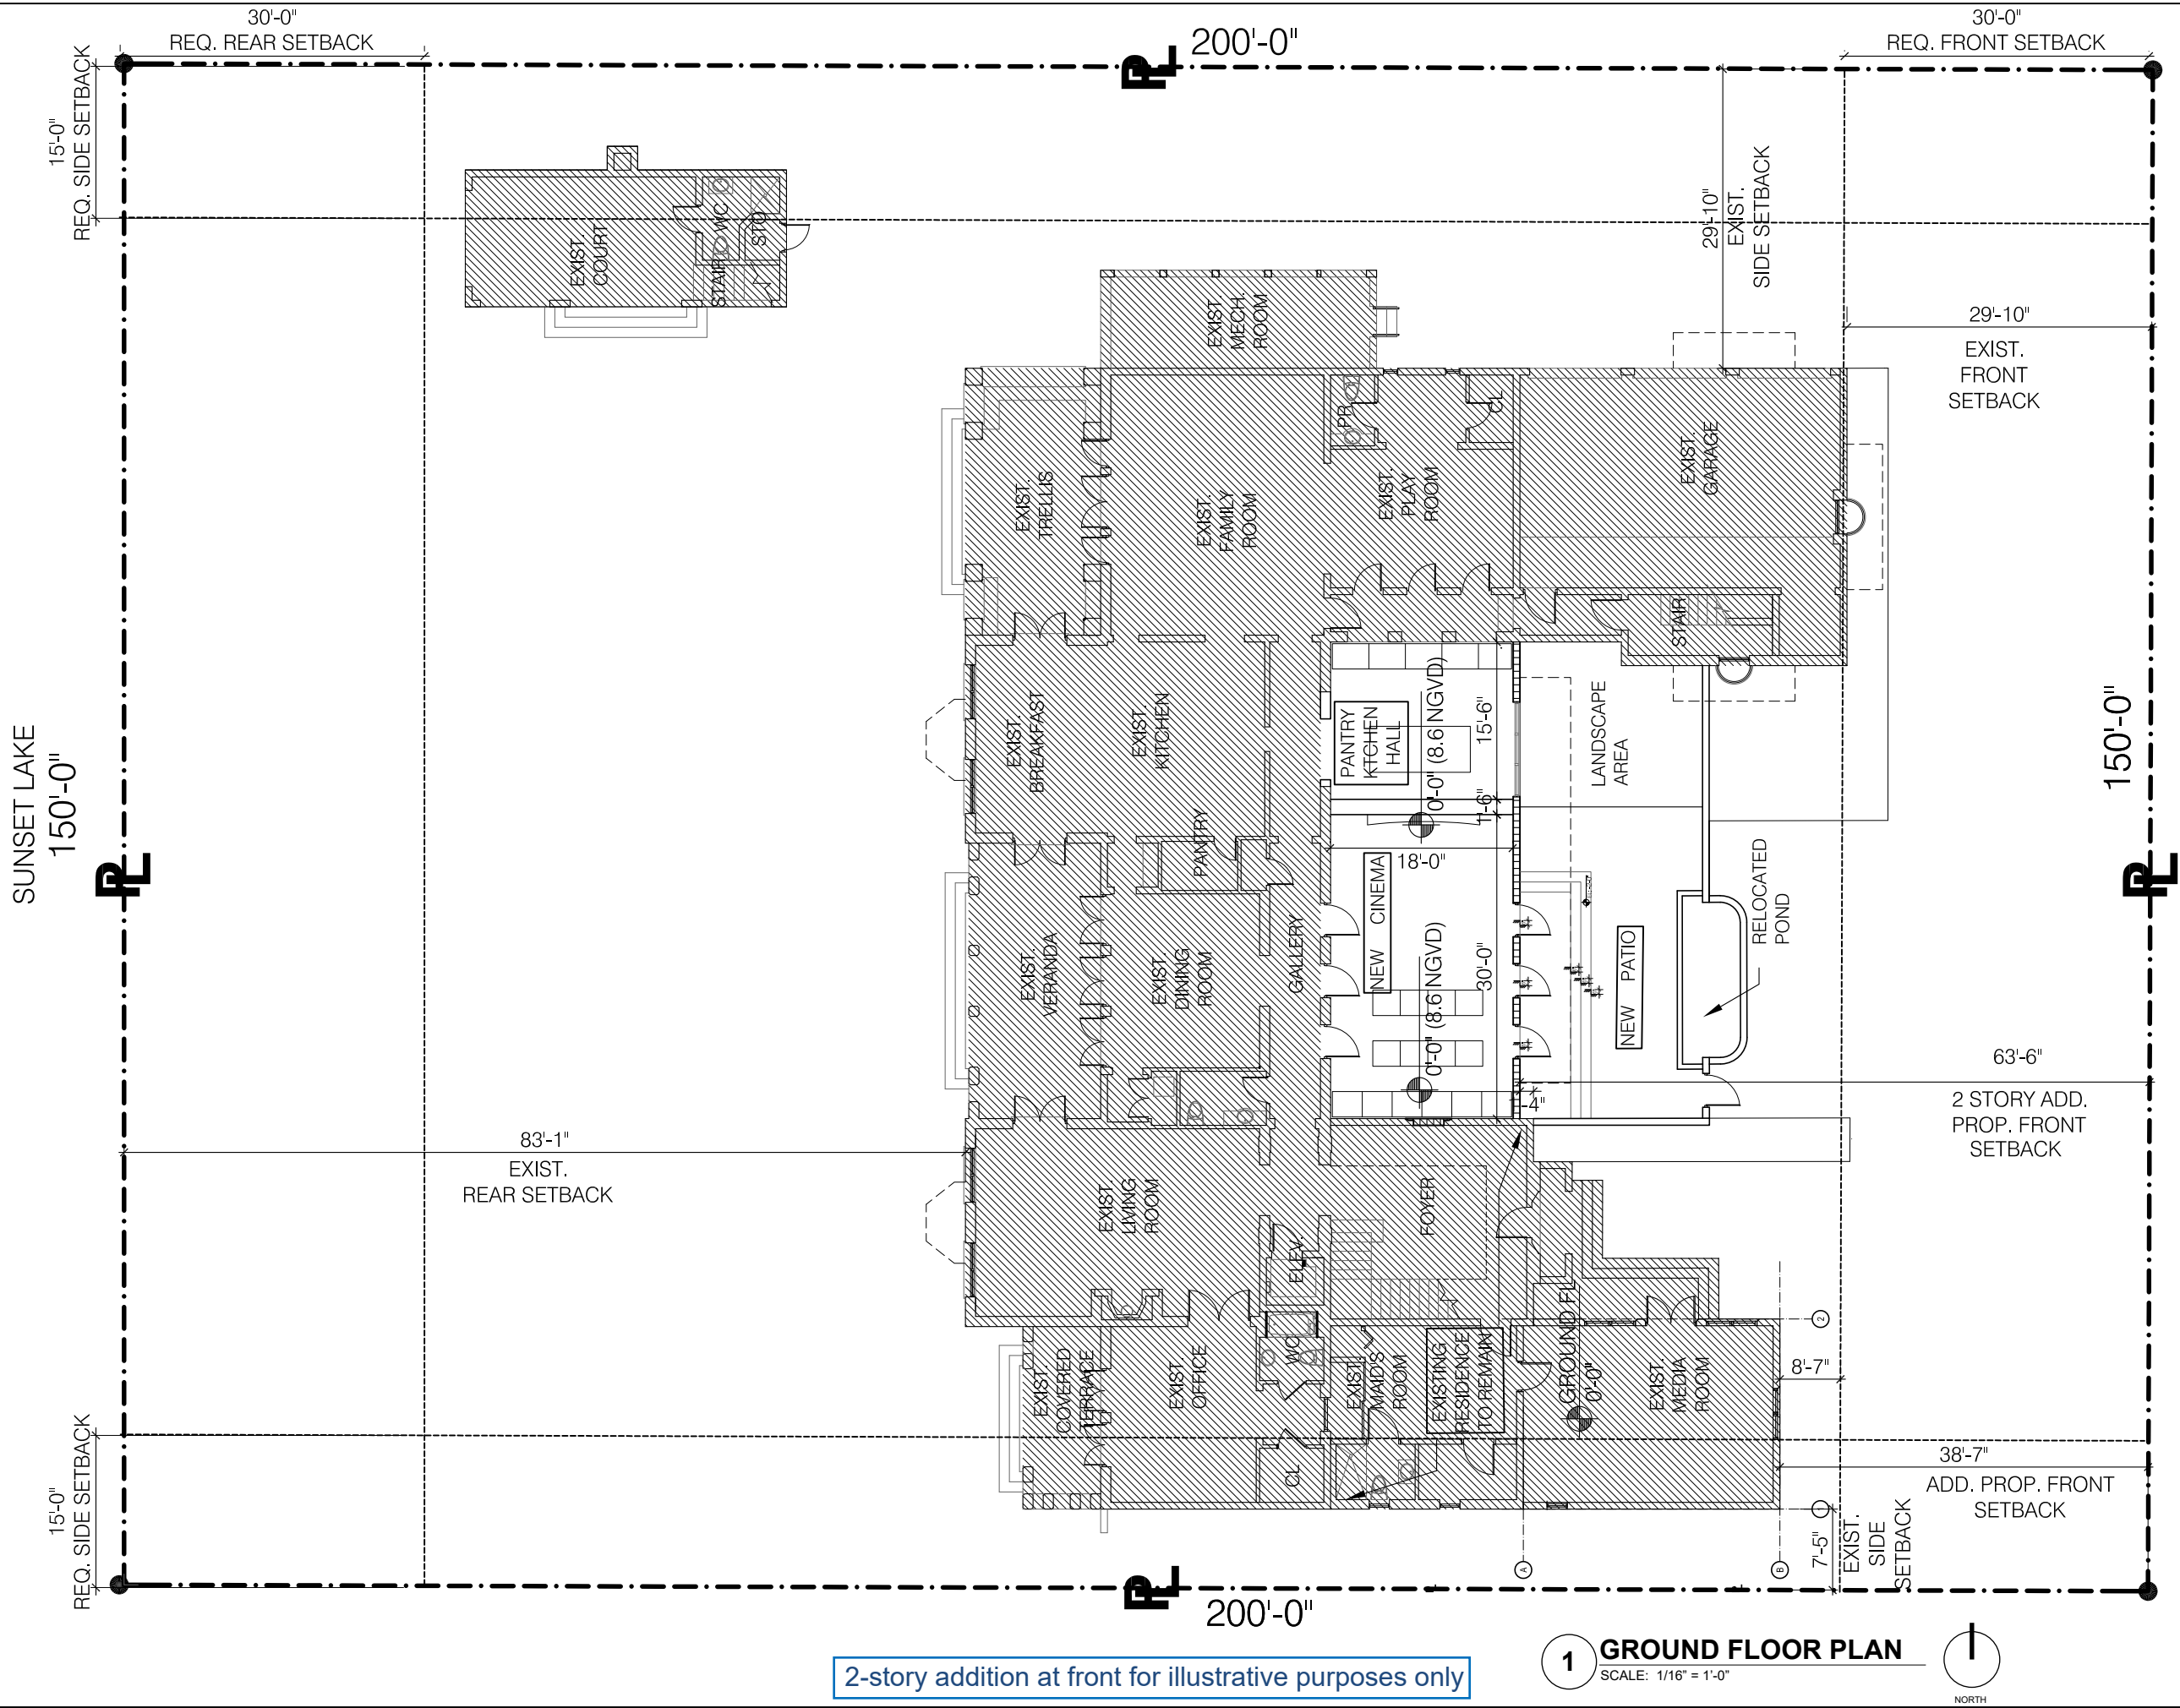 30'-0"
REQ. REAR SETBACK
200'-0"
30'-0"
REQ. FRONT SETBACK
PL
15'-0"
REQ. SIDE SETBACK
EXIST.
COURT
WC
STO
STAIR
29'-10"
EXIST.
SIDE SETBACK
29'-10"
EXIST.
FRONT
SETBACK
EXIST.
MECH.
ROOM
EXIST.
TRELLIS
EXIST.
FAMILY
ROOM
PR
CL
EXIST.
PLAY
ROOM
EXIST.
GARAGE
STAIR
SUNSET LAKE
150'-0"
PL
EXIST.
BREAKFAST
EXIST.
KITCHEN
PANTRY
KTCHEN
HALL
0'-0" (8.6 NGVD)
15'-6"
1'-6"
LANDSCAPE
AREA
150'-0"
PL
PANTRY
18'-0"
EXIST.
VERANDA
EXIST
DINING
ROOM
GALLERY
NEW CINEMA
0'-0" (8.6 NGVD)
30'-0"
NEW PATIO
RELOCATED
POND
63'-6"
2 STORY ADD.
PROP. FRONT
SETBACK
83'-1"
EXIST.
REAR SETBACK
EXIST.
LIVING
ROOM
ELEV.
FOYER
EXIST.
COVERED
TERRACE
EXIST
OFFICE
WC
CL
EXIST.
MAID'S
ROOM
EXISTING
RESIDENCE
TO REMAIN
GROUND FL.
0'-0"
EXIST.
MEDIA
ROOM
2
8'-7"
38'-7"
ADD. PROP. FRONT
SETBACK
15'-0"
REQ. SIDE SETBACK
7'-5"
EXIST.
SIDE
SETBACK
A
B
PL
200'-0"
2-story addition at front for illustrative purposes only
1
GROUND FLOOR PLAN
SCALE: 1/16" = 1'-0"
NORTH